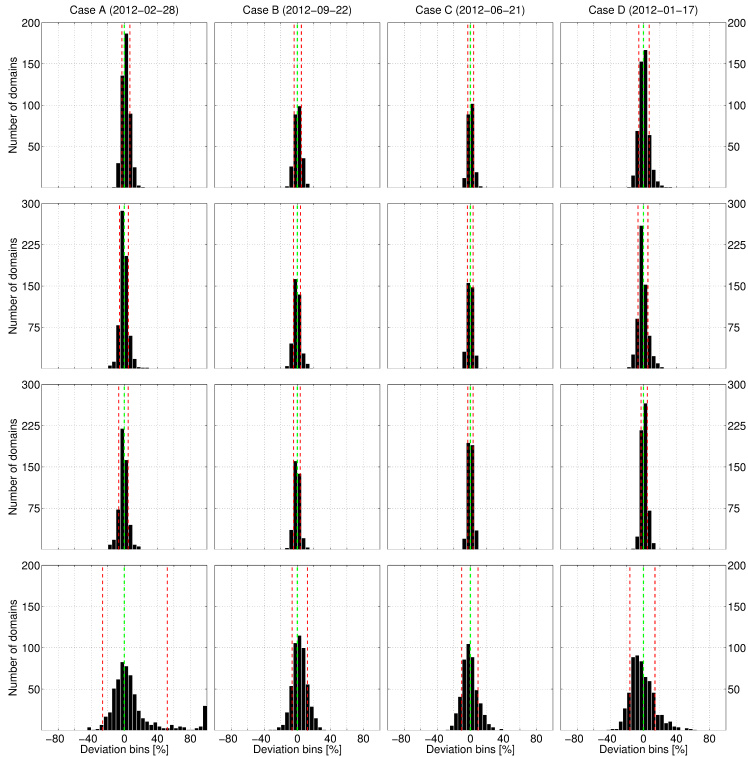 Case A (2012−02−28) Case B (2012−09−22) Case C (2012−06−21) Case D (2012−01−17)
200 200
150 150
100 100
50 50
Number of domains
300 300
225 225
150 150
75 75
Number of domains
300 300
225 225
150 150
75 75
Number of domains
200 200
150 150
100 100
50 50
Number of domains
−80 −40 0 40 80 −80 −40 0 40 80 −80 −40 0 40 80 −80 −40 0 40 80
Deviation bins [%] Deviation bins [%] Deviation bins [%] Deviation bins [%]